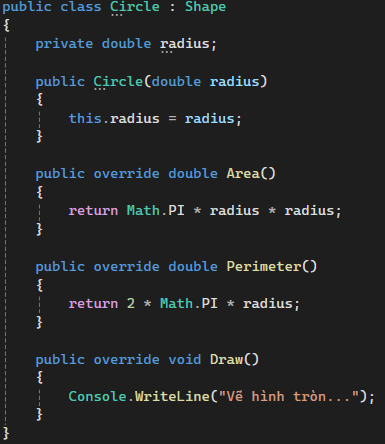 public class Circle : Shape
{
    private double radius;

    public Circle(double radius)
    {
        this.radius = radius;
    }

    public override double Area()
    {
        return Math.PI * radius * radius;
    }

    public override double Perimeter()
    {
        return 2 * Math.PI * radius;
    }

    public override void Draw()
    {
        Console.WriteLine("Vẽ hình tròn...");
    }
}